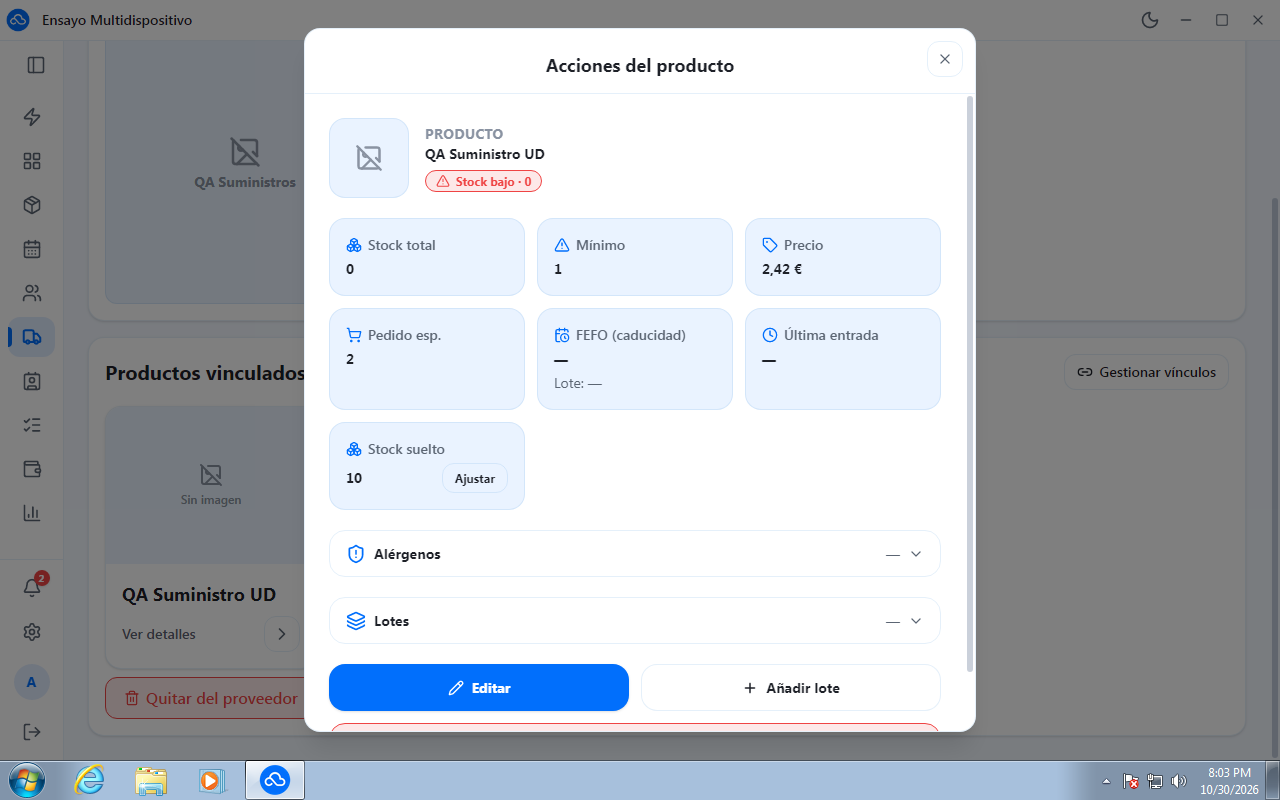 Ensayo Multidispositivo
Acciones del producto
QA Suministros
PRODUCTO
QA Suministro UD
Stock bajo · 0
Stock total
0
Mínimo
1
Precio
2,42 €
Pedido esp.
2
FEFO (caducidad)
—
Lote: —
Última entrada
—
Stock suelto
10
Ajustar
Alérgenos
—
Lotes
—
Editar
Añadir lote
Productos vinculados
Gestionar vínculos
Sin imagen
QA Suministro UD
Ver detalles
Quitar del proveedor
2
A
8:03 PM
10/30/2026